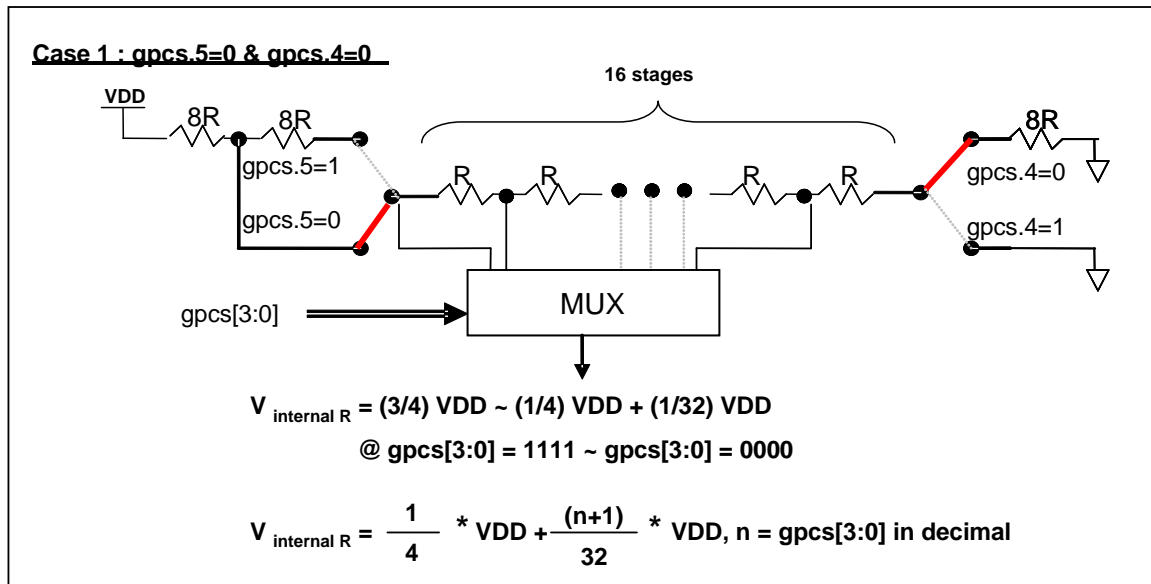 Case 1 : gpcs.5=0 & gpcs.4=0
16 stages
VDD
8R 8R 8R
gpcs.5=1 gpcs.4=0
R R R R
gpcs.5=0 gpcs.4=1
MUX
gpcs[3:0]
V internal R = (3/4) VDD ~ (1/4) VDD + (1/32) VDD
@ gpcs[3:0] = 1111 ~ gpcs[3:0] = 0000
V internal R = 1/4 * VDD + (n+1)/32 * VDD, n = gpcs[3:0] in decimal